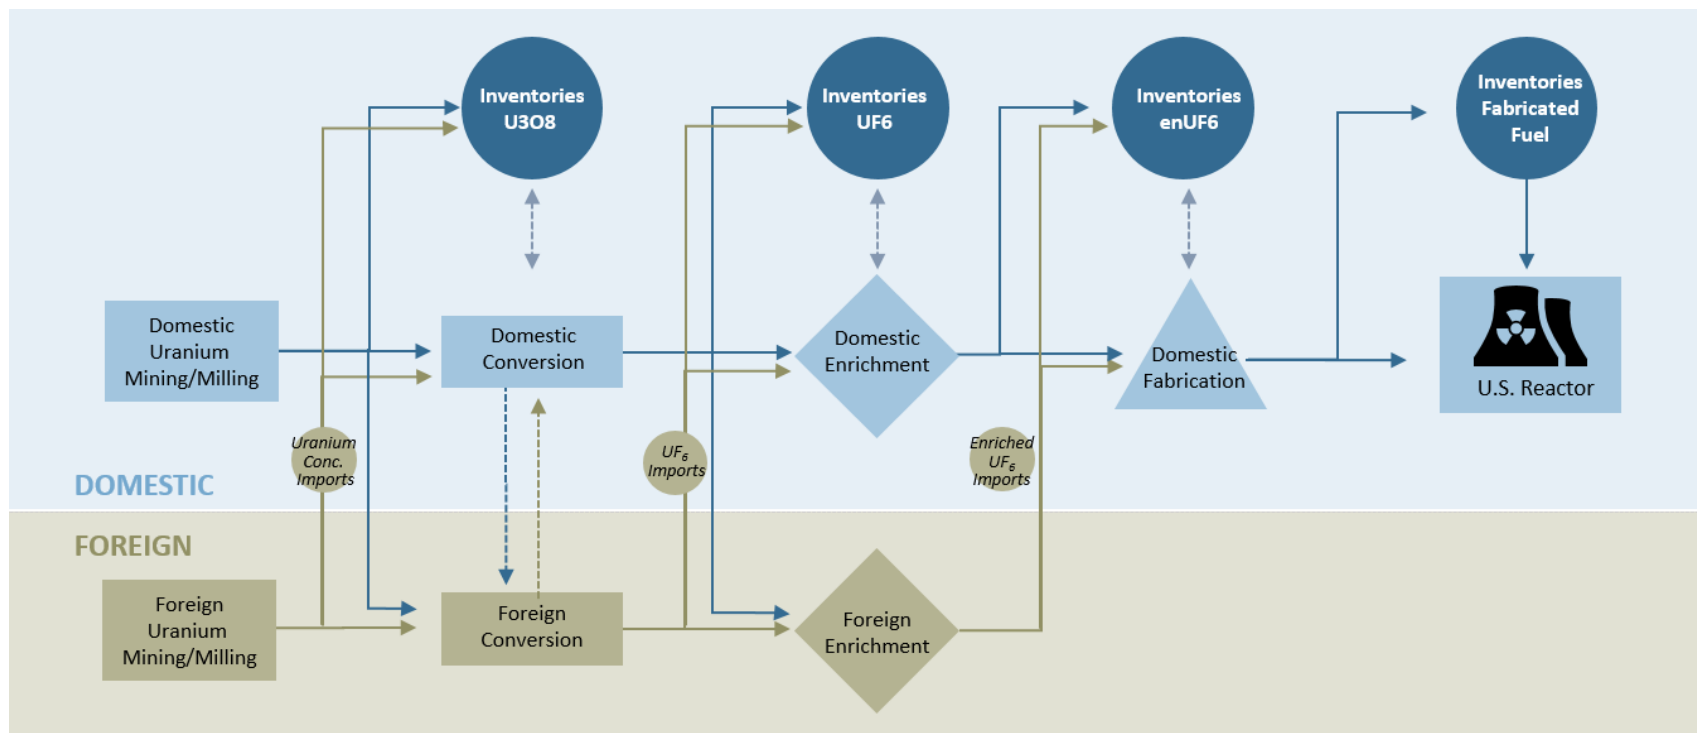 Inventories
U3O8
Inventories
UF6
Inventories
enUF6
Inventories
Fabricated
Fuel
Domestic
Uranium
Mining/Milling
Domestic
Conversion
Domestic
Enrichment
Domestic
Fabrication
U.S. Reactor
Uranium
Conc.
Imports
UF₆
Imports
Enriched
UF₆
Imports
DOMESTIC
FOREIGN
Foreign
Uranium
Mining/Milling
Foreign
Conversion
Foreign
Enrichment